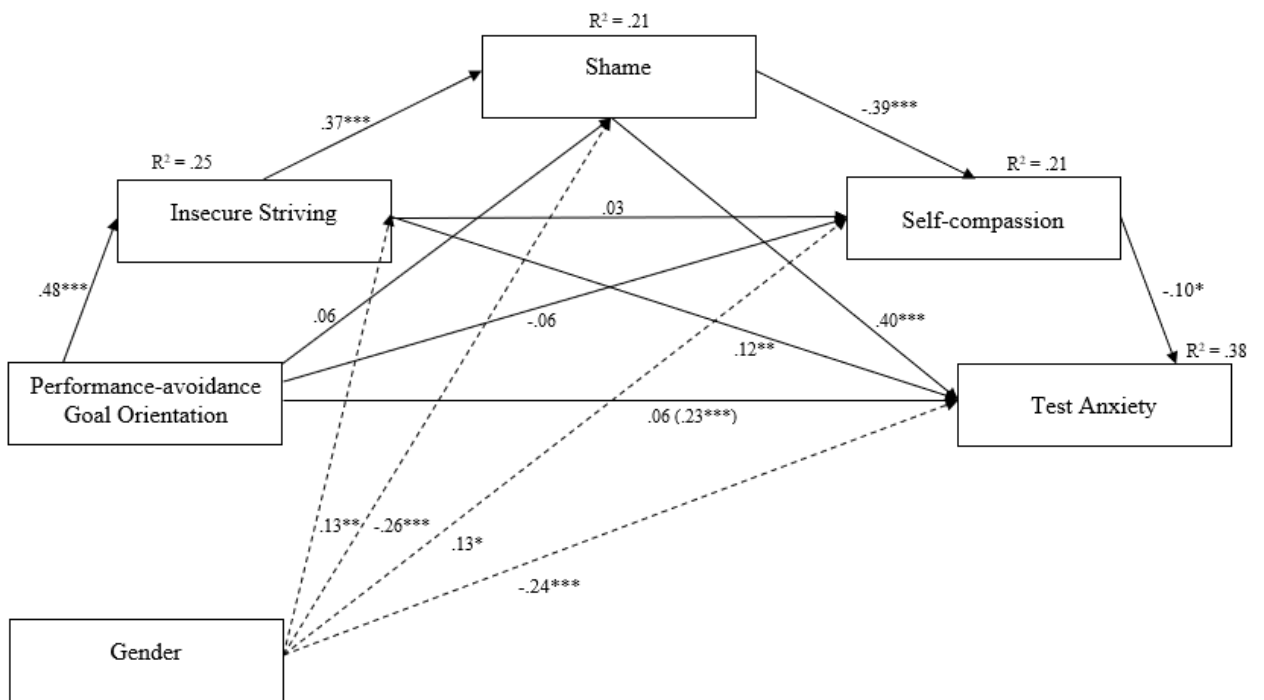 R² = .21
Shame
.37***
-.39***
R² = .25
R² = .21
Insecure Striving
.03
Self-compassion
.48***
-.10*
.06
-.06
.40***
.12**
R² = .38
Performance-avoidance
Goal Orientation
.06 (.23***)
Test Anxiety
.13**
-.26***
.13*
-.24***
Gender